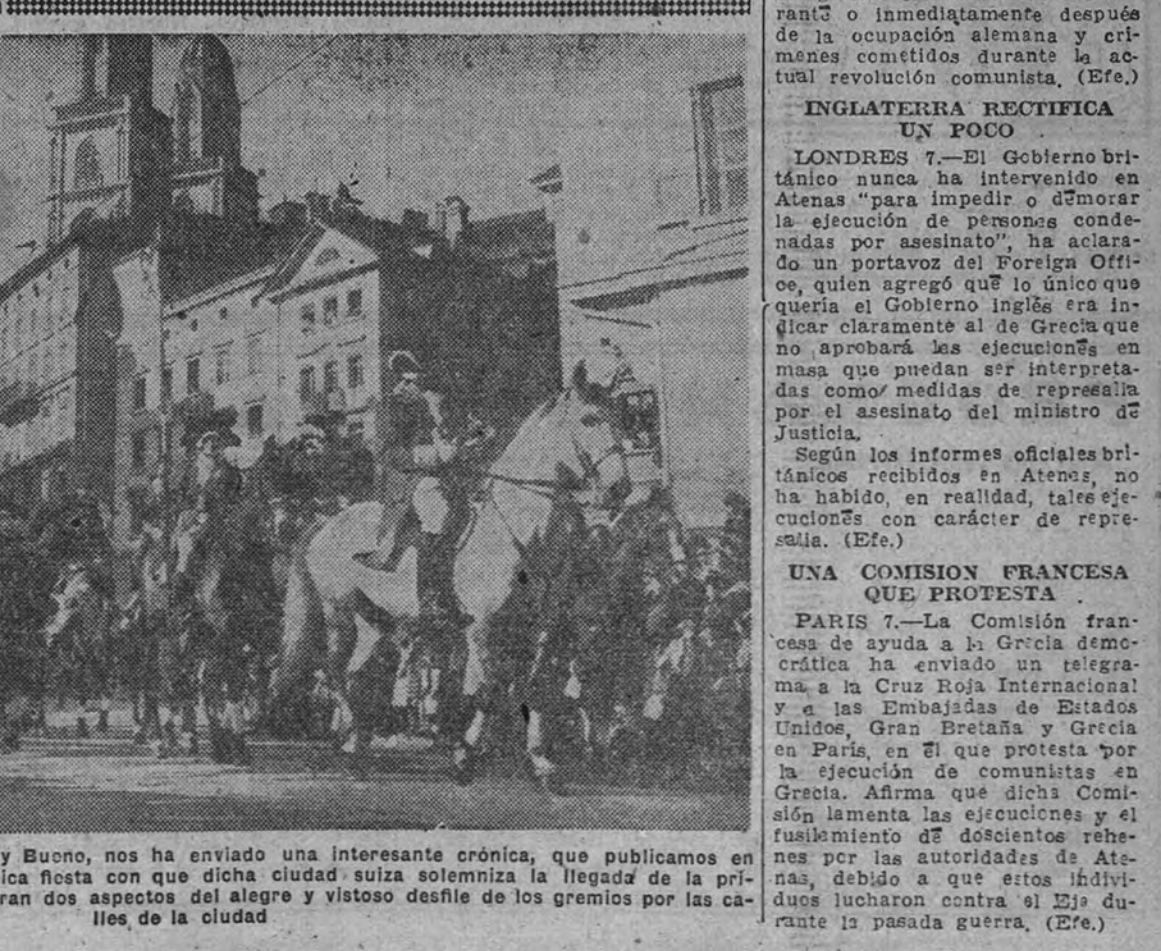 rante o inmediatamente después
de la ocupación alemana y crí-
menes cometidos durante la ac-
tual revolución comunista. (Efe.)
INGLATERRA RECTIFICA
UN POCO
LONDRES 7.—El Gobierno bri-
tánico nunca ha intervenido en
Atenas "para impedir o demorar
la ejecución de persones conde-
nadas por asesinato", ha aclara-
do un portavoz del Foreign Offi-
ce, quien agregó que lo único que
quería el Gobierno inglés era in-
dicar claramente al de Grecia que
no aprobará las ejecuciones en
masa que puedan ser interpreta-
das como medidas de represalia
por el asesinato del ministro de
Justicia.
Según los informes oficiales bri-
tánicos recibidos en Atenas, no
ha habido, en realidad, tales eje-
cuciones con carácter de repre-
salia. (Efe.)
UNA COMISION FRANCESA
QUE PROTESTA
PARIS 7.—La Comisión fran-
cesa de ayuda a la Grecia demo-
crática ha enviado un telegra-
ma a la Cruz Roja Internacional
y a las Embajadas de Estados
Unidos, Gran Bretaña y Grecia
en París, en el que protesta por
la ejecución de comunistas en
Grecia. Afirma que dicha Comi-
sión lamenta las ejecuciones y el
fusilamiento de doscientos rehe-
nes por las autoridades de Ate-
nas, debido a que estos indivi-
duos lucharon contra el Eje du-
rante la pasada guerra. (Efe.)
y Bueno, nos ha enviado una interesante crónica, que publicamos en
ica fiesta con que dicha ciudad suiza solemniza la llegada de la pri-
ran dos aspectos del alegre y vistoso desfile de los gremios por las ca-
lles de la ciudad